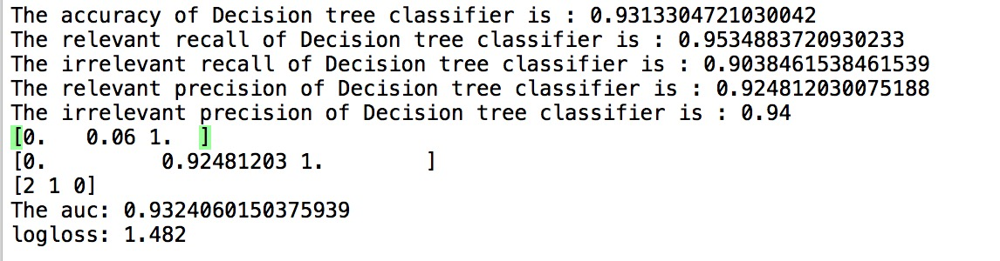 The accuracy of Decision tree classifier is : 0.9313304721030042
The relevant recall of Decision tree classifier is : 0.9534883720930233
The irrelevant recall of Decision tree classifier is : 0.9038461538461539
The relevant precision of Decision tree classifier is : 0.924812030075188
The irrelevant precision of Decision tree classifier is : 0.94
[0.   0.06 1.  ]
[0.         0.92481203 1.        ]
[2 1 0]
The auc: 0.9324060150375939
logloss: 1.482